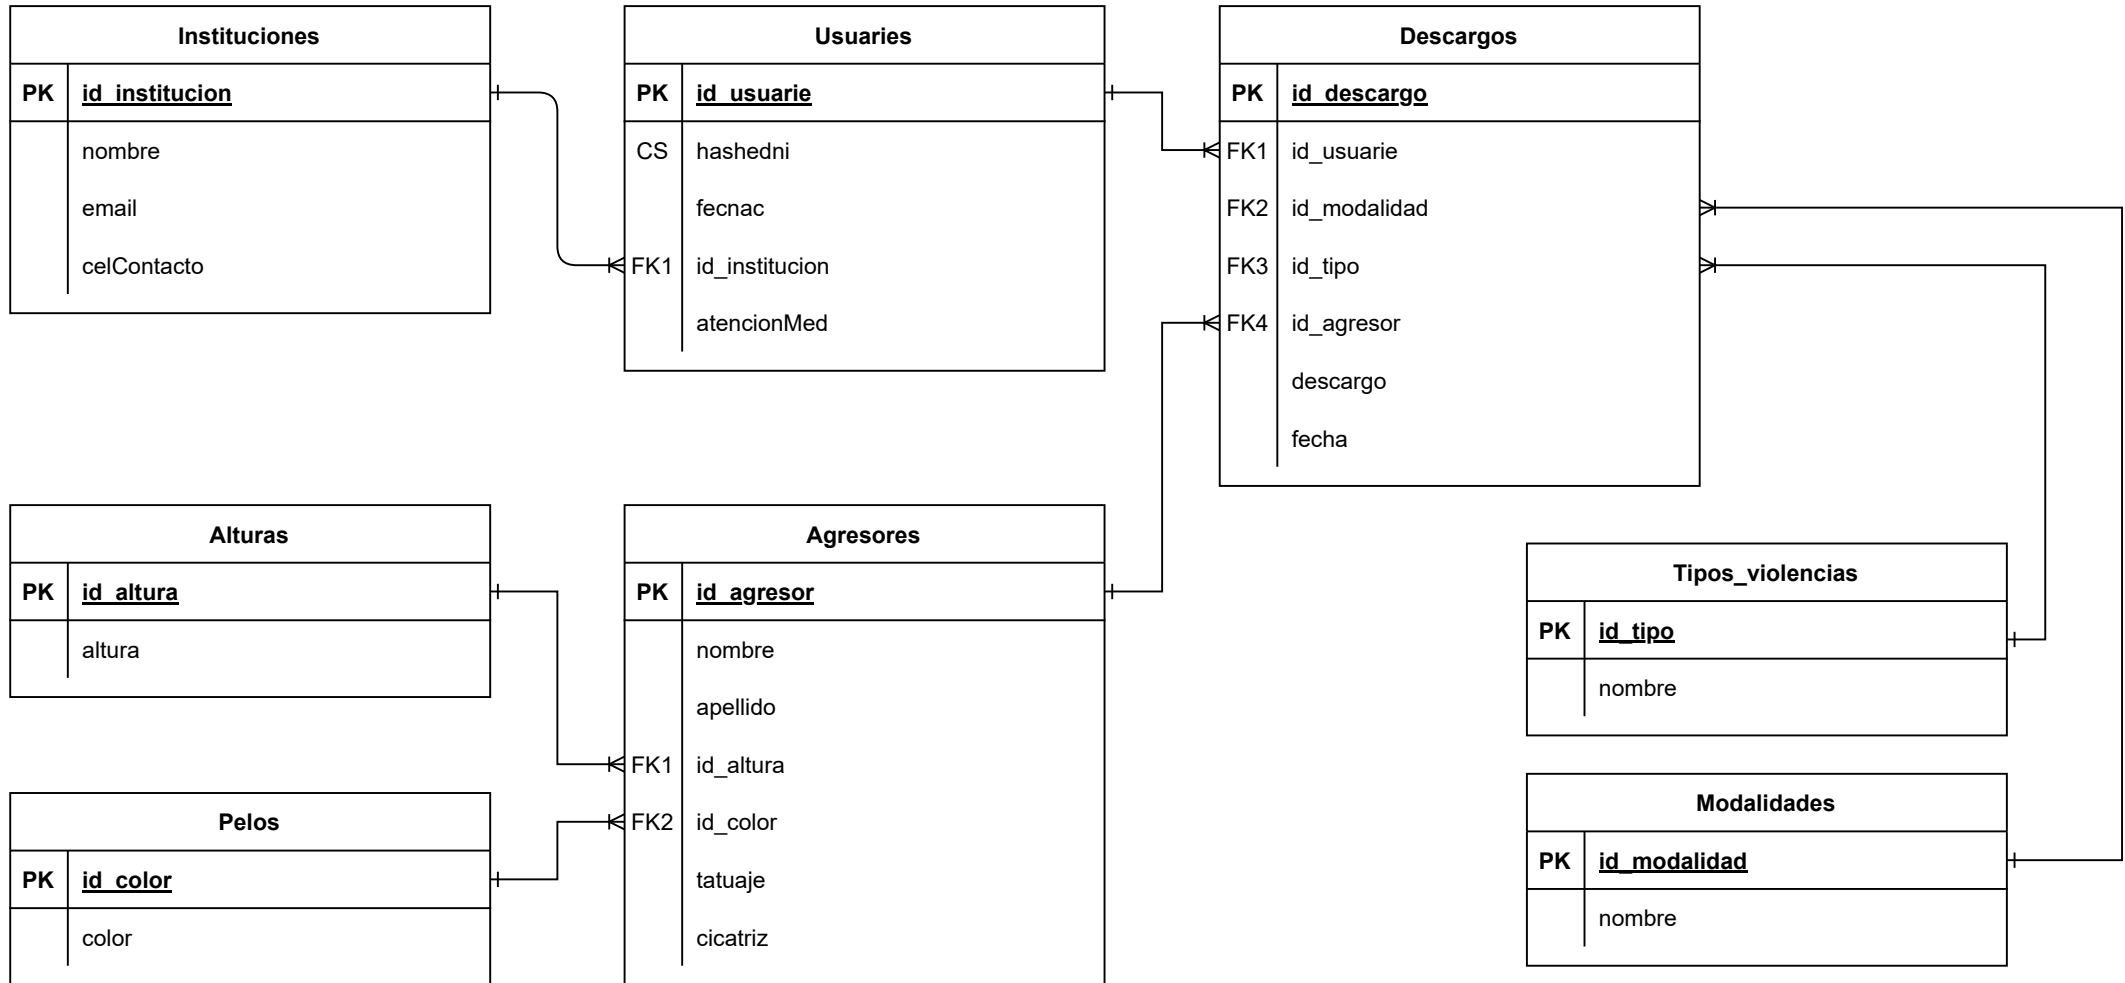 Instituciones
PK id_institucion
nombre
email
celContacto
Usuaries
PK id_usuarie
CS hashedni
fecnac
FK1 id_institucion
atencionMed
Descargos
PK id_descargo
FK1 id_usuarie
FK2 id_modalidad
FK3 id_tipo
FK4 id_agresor
descargo
fecha
Alturas
PK id_altura
altura
Agresores
PK id_agresor
nombre
apellido
FK1 id_altura
FK2 id_color
tatuaje
cicatriz
Tipos_violencias
PK id_tipo
nombre
Pelos
PK id_color
color
Modalidades
PK id_modalidad
nombre